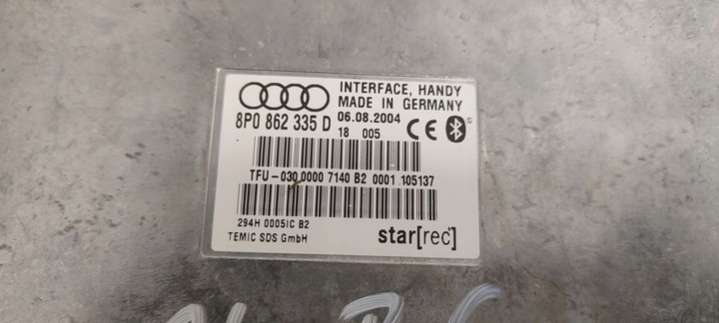 INTERFACE, HANDY
MADE IN GERMANY
8P0 862 335 D
06.08.2004
18 005
CE
TFU-030 0000 7140 B2 0001 105137
294H 0005IC B2
TEMIC SDS GmbH
star[rec]